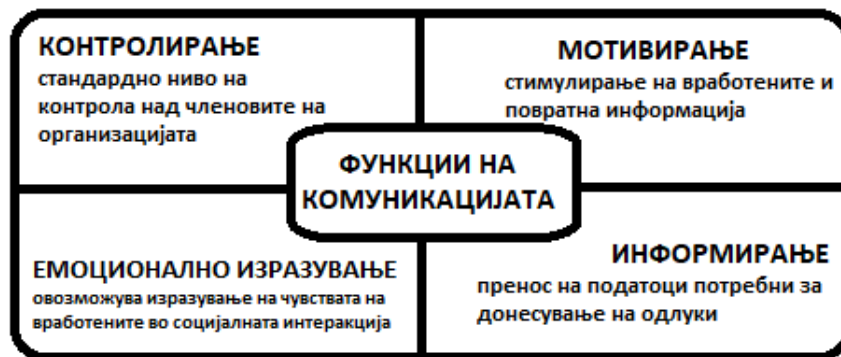 КОНТРОЛИРАЊЕ
стандардно ниво на
контрола над членовите на
организацијата
МОТИВИРАЊЕ
стимулирање на вработените и
повратна информација
ФУНКЦИИ НА
КОМУНИКАЦИЈАТА
ЕМОЦИОНАЛНО ИЗРАЗУВАЊЕ
овозможува изразување на чувствата на
вработените во социјалната интеракција
ИНФОРМИРАЊЕ
пренос на податоци потребни за
донесување на одлуки